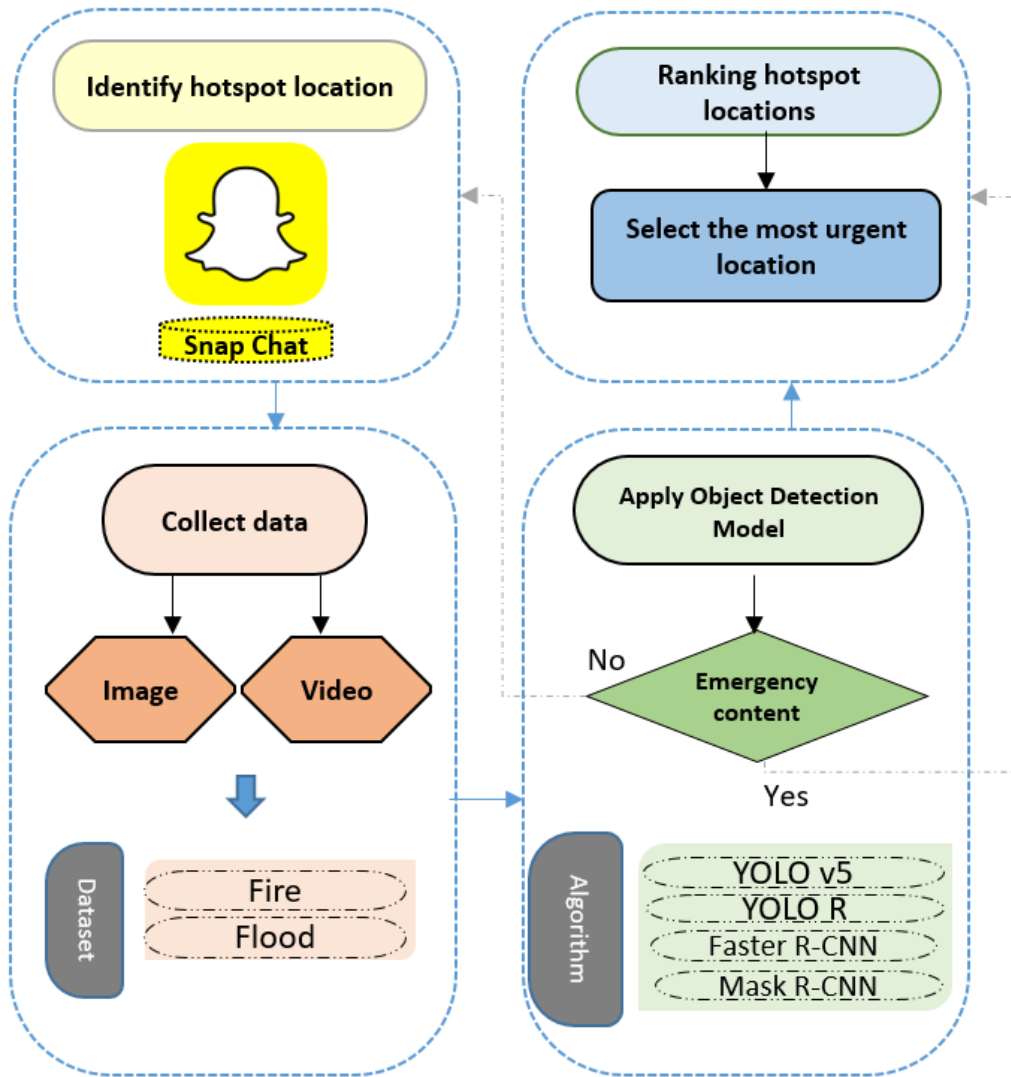 Identify hotspot location
Snap Chat
Ranking hotspot
locations
Select the most urgent
location
Collect data
Image
Video
Dataset
Fire
Flood
Apply Object Detection
Model
No
Emergency
content
Yes
Algorithm
YOLO v5
YOLO R
Faster R-CNN
Mask R-CNN